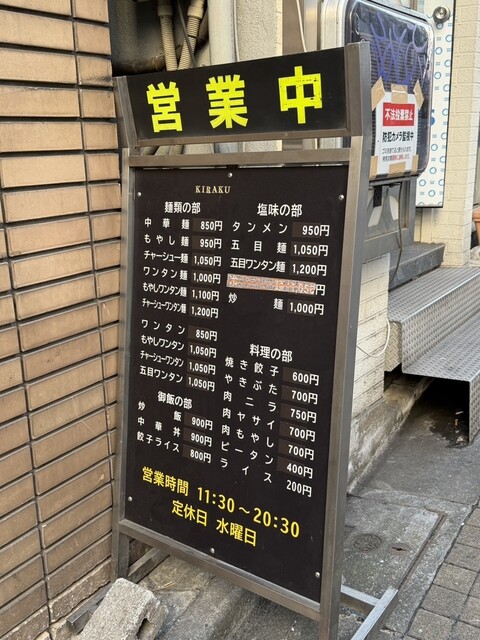 営業中
KIRAKU
麺類の部
中華麺 850円
もやし麺 950円
チャーシュー麺 1,050円
ワンタン麺 1,000円
もやしワンタン麺 1,100円
チャーシューワンタン麺 1,200円
ワンタン 850円
もやしワンタン 1,050円
チャーシューワンタン 1,050円
五目ワンタン 1,050円
御飯の部
炒飯 900円
中華丼 900円
餃子ライス 800円
塩味の部
タンメン 950円
五目麺 1,050円
五目ワンタン麺 1,200円
炒麺 1,000円
料理の部
焼き餃子 600円
やきぶた 700円
肉ニラ 750円
肉ヤサイ 700円
肉もやし 700円
ピータン 400円
ライス 200円
営業時間 11:30～20:30
定休日 水曜日
不法投棄禁止
防犯カメラ監視中